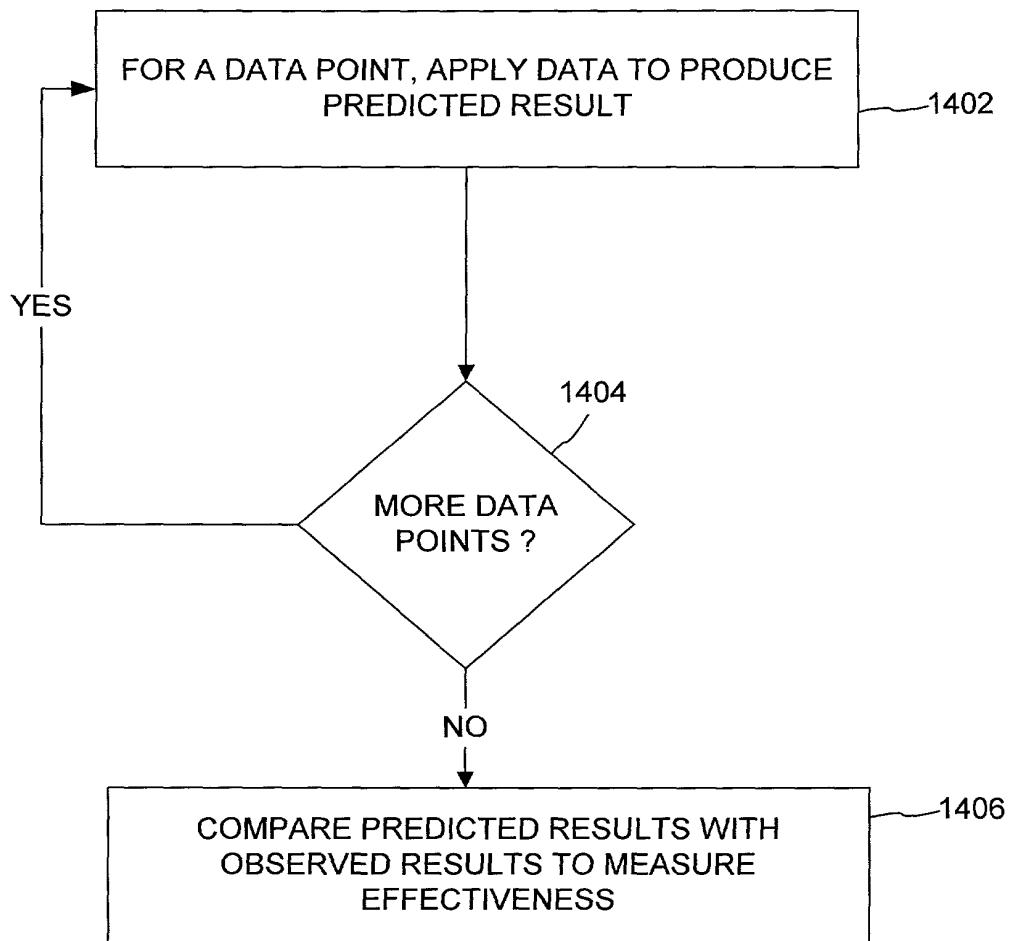 FOR A DATA POINT, APPLY DATA TO PRODUCE
PREDICTED RESULT
1402
YES
1404
MORE DATA
POINTS ?
NO
1406
COMPARE PREDICTED RESULTS WITH
OBSERVED RESULTS TO MEASURE
EFFECTIVENESS